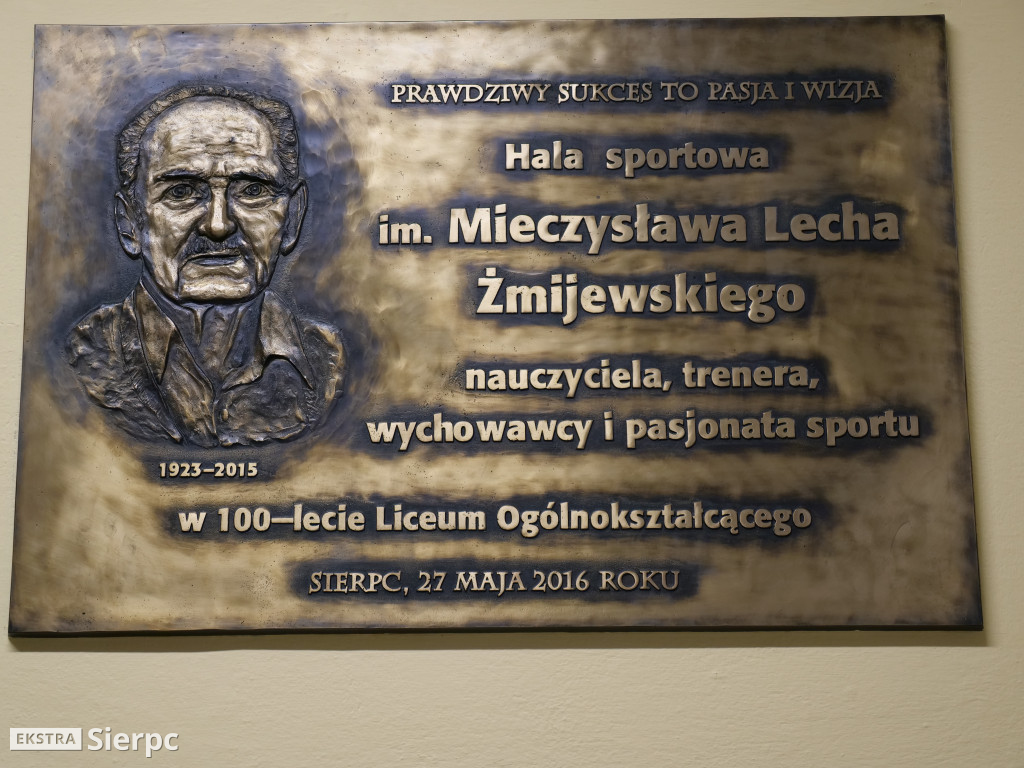 PRAWDZIWY SUKCES TO PASJA I WIZJA
Hala sportowa
im. Mieczysława Lecha
Żmijewskiego
nauczyciela, trenera,
wychowawcy i pasjonata sportu
1923–2015
w 100–lecie Liceum Ogólnokształcącego
SIERPC, 27 MAJA 2016 ROKU
EKSTRA Sierpc